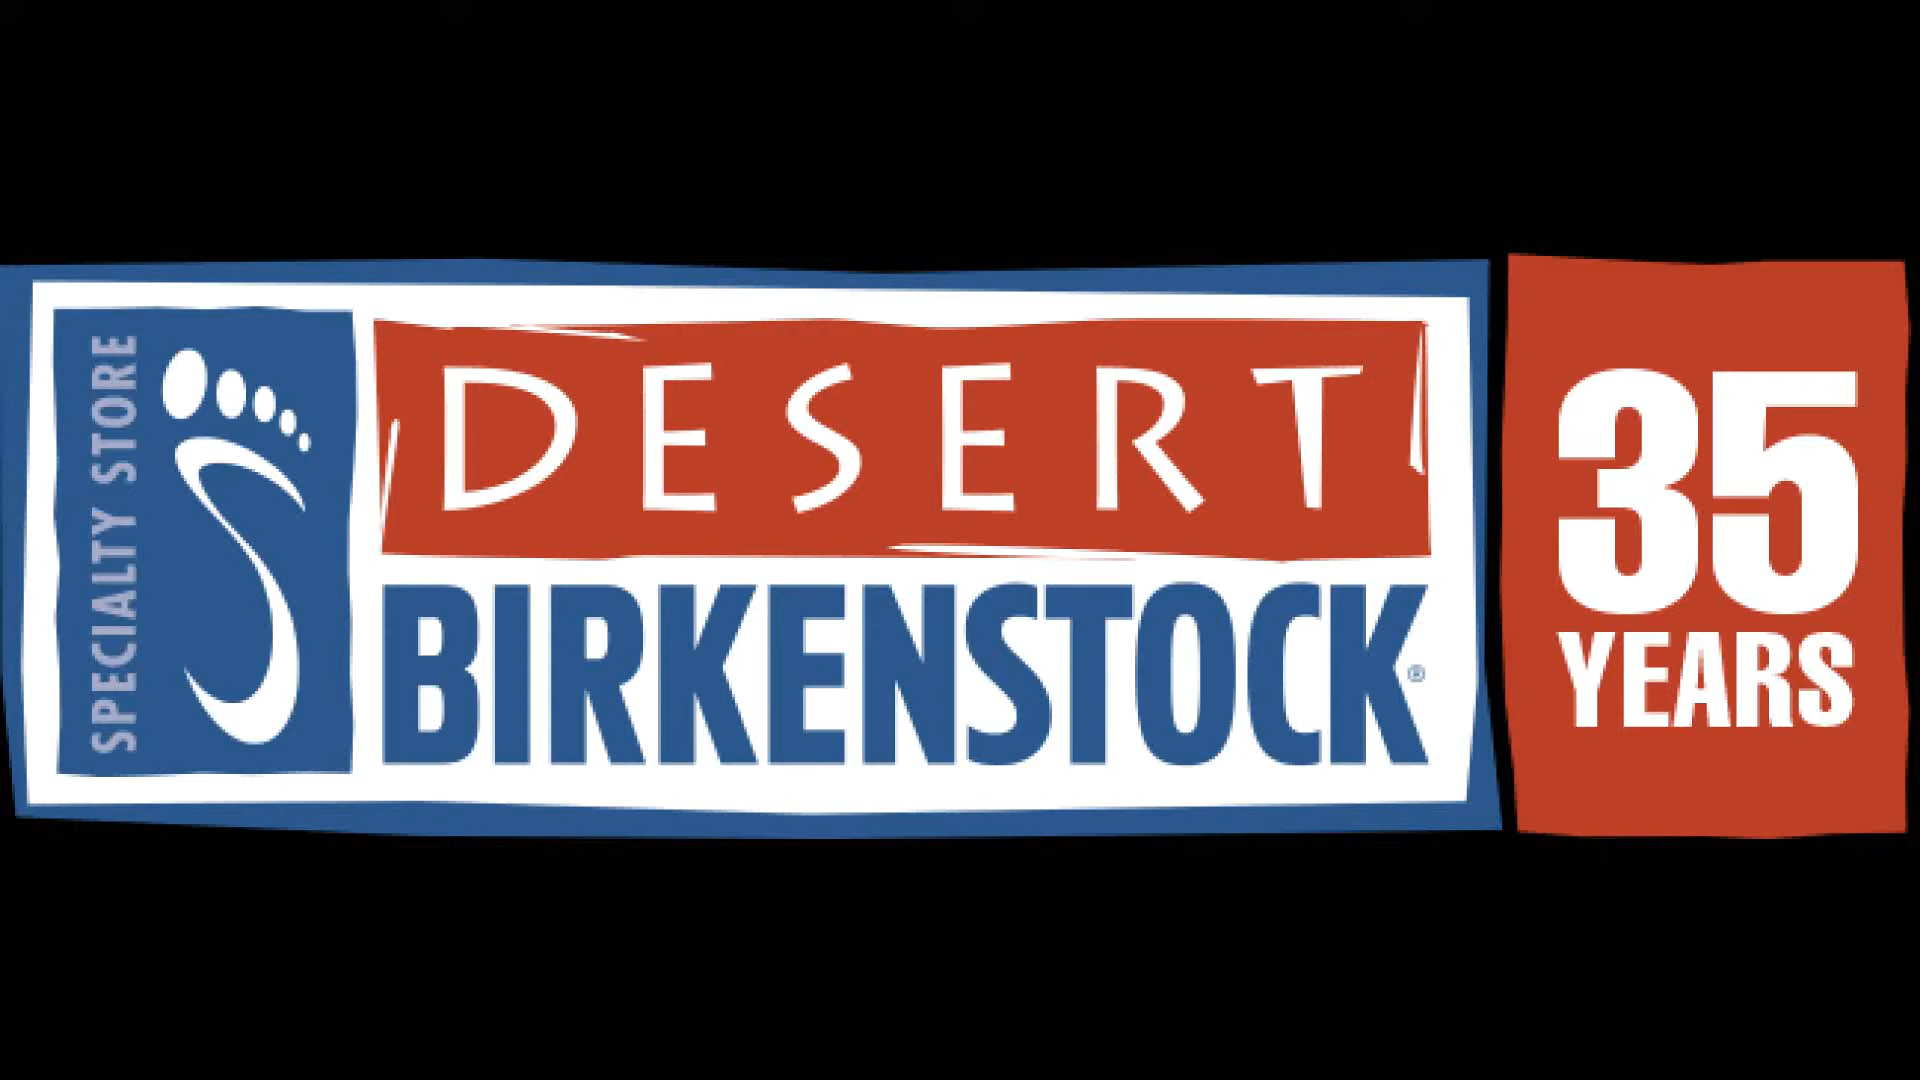 SPECIALTY STORE
DESERT
BIRKENSTOCK®
35
YEARS